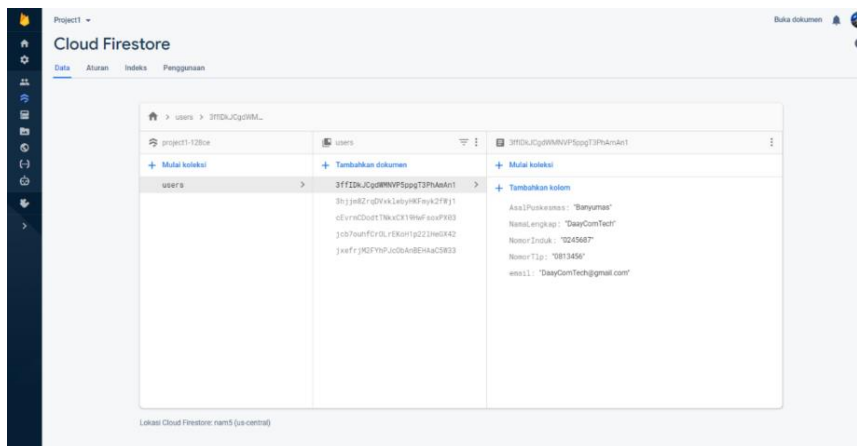 Project1
Buka dokumen
Cloud Firestore
Data Aturan Indeks Penggunaan
> users > 3ffIDkJCgdWM...
project1-128ce
users
3ffIDkJCgdWMNVP5ppgT3PhAmAn1
+ Mulai koleksi
+ Tambahkan dokumen
+ Mulai koleksi
users >
3ffIDkJCgdWMNVP5ppgT3PhAmAn1 >
+ Tambahkan kolom
AsalPuskesmas: "Banyumas"
NamaLengkap: "DaayComTech"
NomorInduk: "0245687"
NomorTlp: "0813456"
email: "DaayComTech@gmail.com"
Lokasi Cloud Firestore: nam5 (us-central)